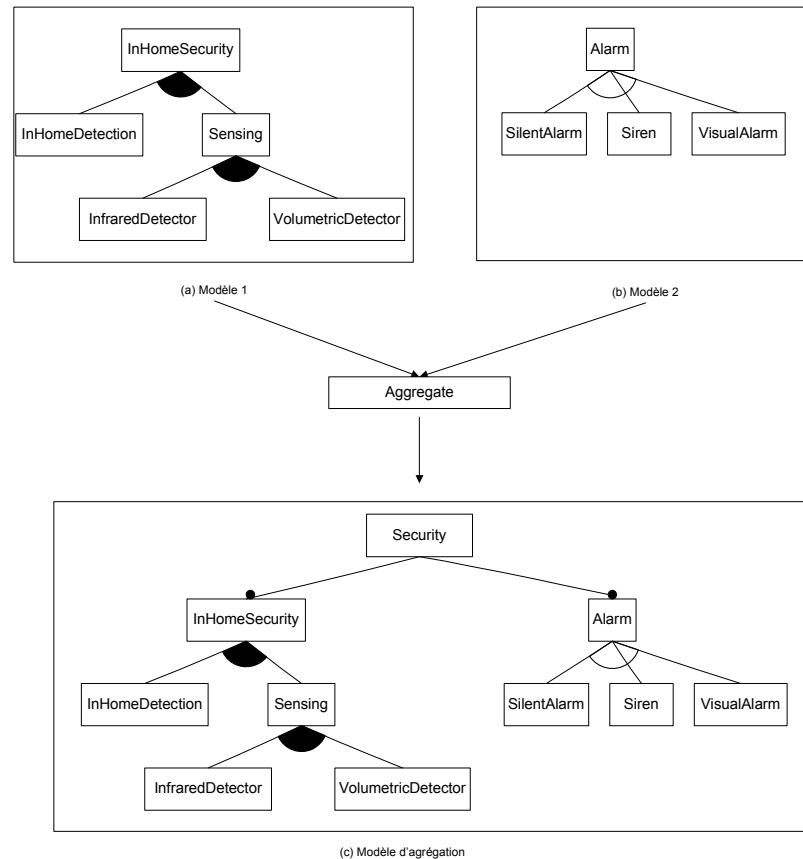 InHomeSecurity
InHomeDetection
Sensing
InfraredDetector
VolumetricDetector
(a) Modèle 1
Alarm
SilentAlarm
Siren
VisualAlarm
(b) Modèle 2
Aggregate
Security
InHomeSecurity
Alarm
InHomeDetection
Sensing
SilentAlarm
Siren
VisualAlarm
InfraredDetector
VolumetricDetector
(c) Modèle d'agrégation